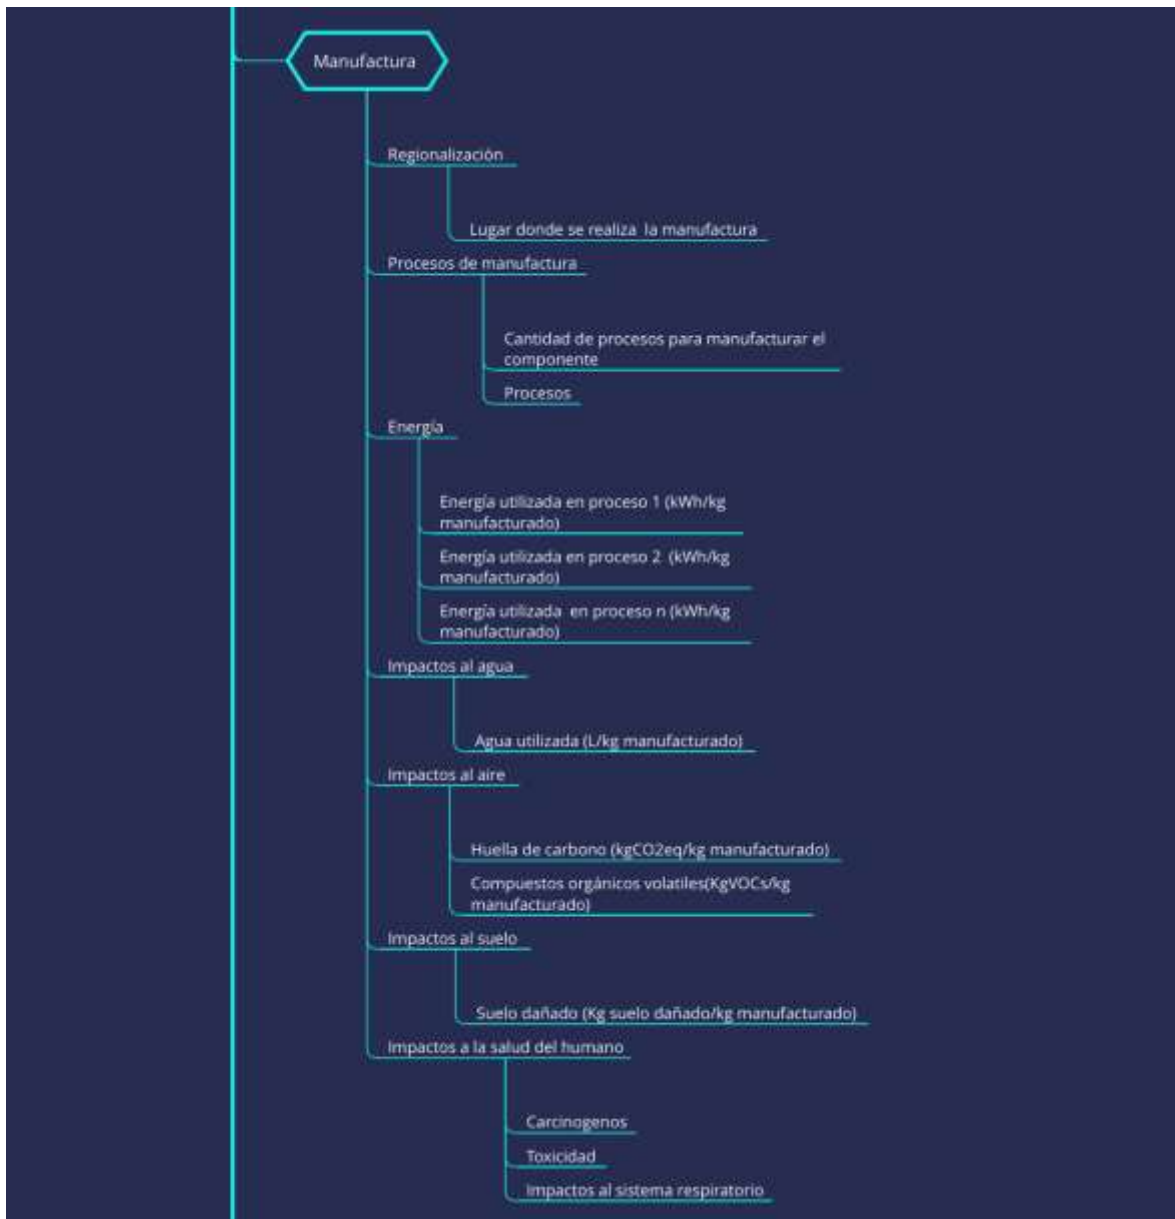 Manufactura
Regionalización
Lugar donde se realiza  la manufactura
Procesos de manufactura
Cantidad de procesos para manufacturar el
componente
Procesos
Energía
Energía utilizada en proceso 1 (kWh/kg
manufacturado)
Energía utilizada en proceso 2  (kWh/kg
manufacturado)
Energía utilizada  en proceso n (kWh/kg
manufacturado)
Impactos al agua
Agua utilizada (L/kg manufacturado)
Impactos al aire
Huella de carbono (kgCO2eq/kg manufacturado)
Compuestos orgánicos volatiles(KgVOCs/kg
manufacturado)
Impactos al suelo
Suelo dañado (Kg suelo dañado/kg manufacturado)
Impactos a la salud del humano
Carcinogenos
Toxicidad
Impactos al sistema respiratorio